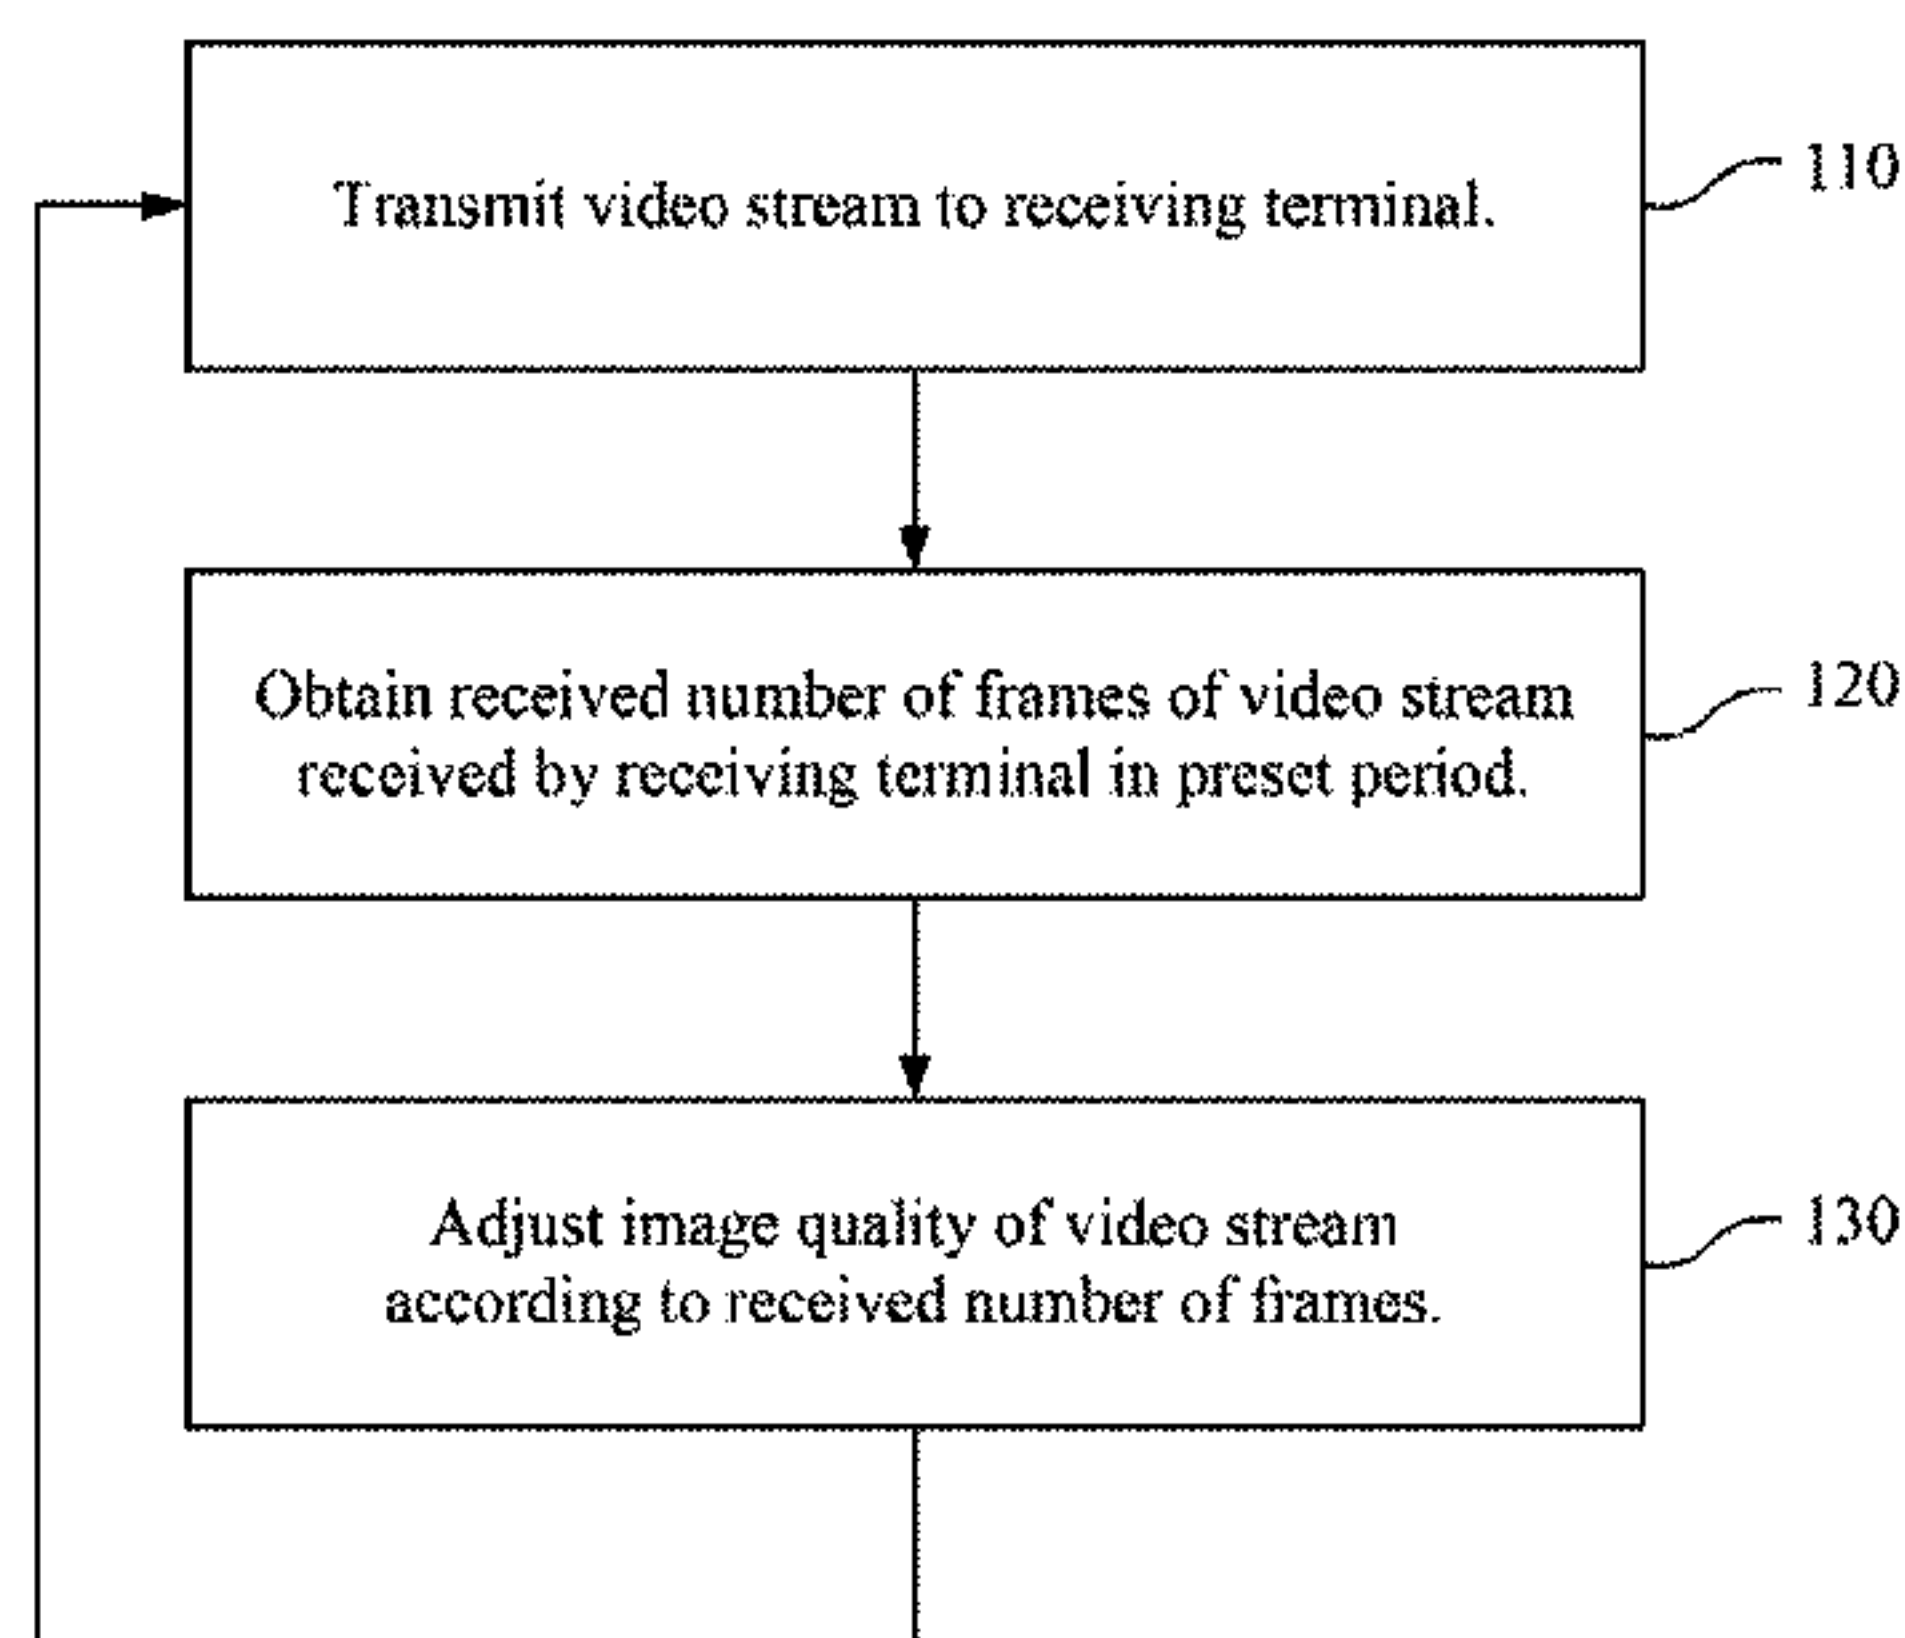 Transmit video stream to receiving terminal.
110
Obtain received number of frames of video stream
received by receiving terminal in preset period.
120
Adjust image quality of video stream
according to received number of frames.
130